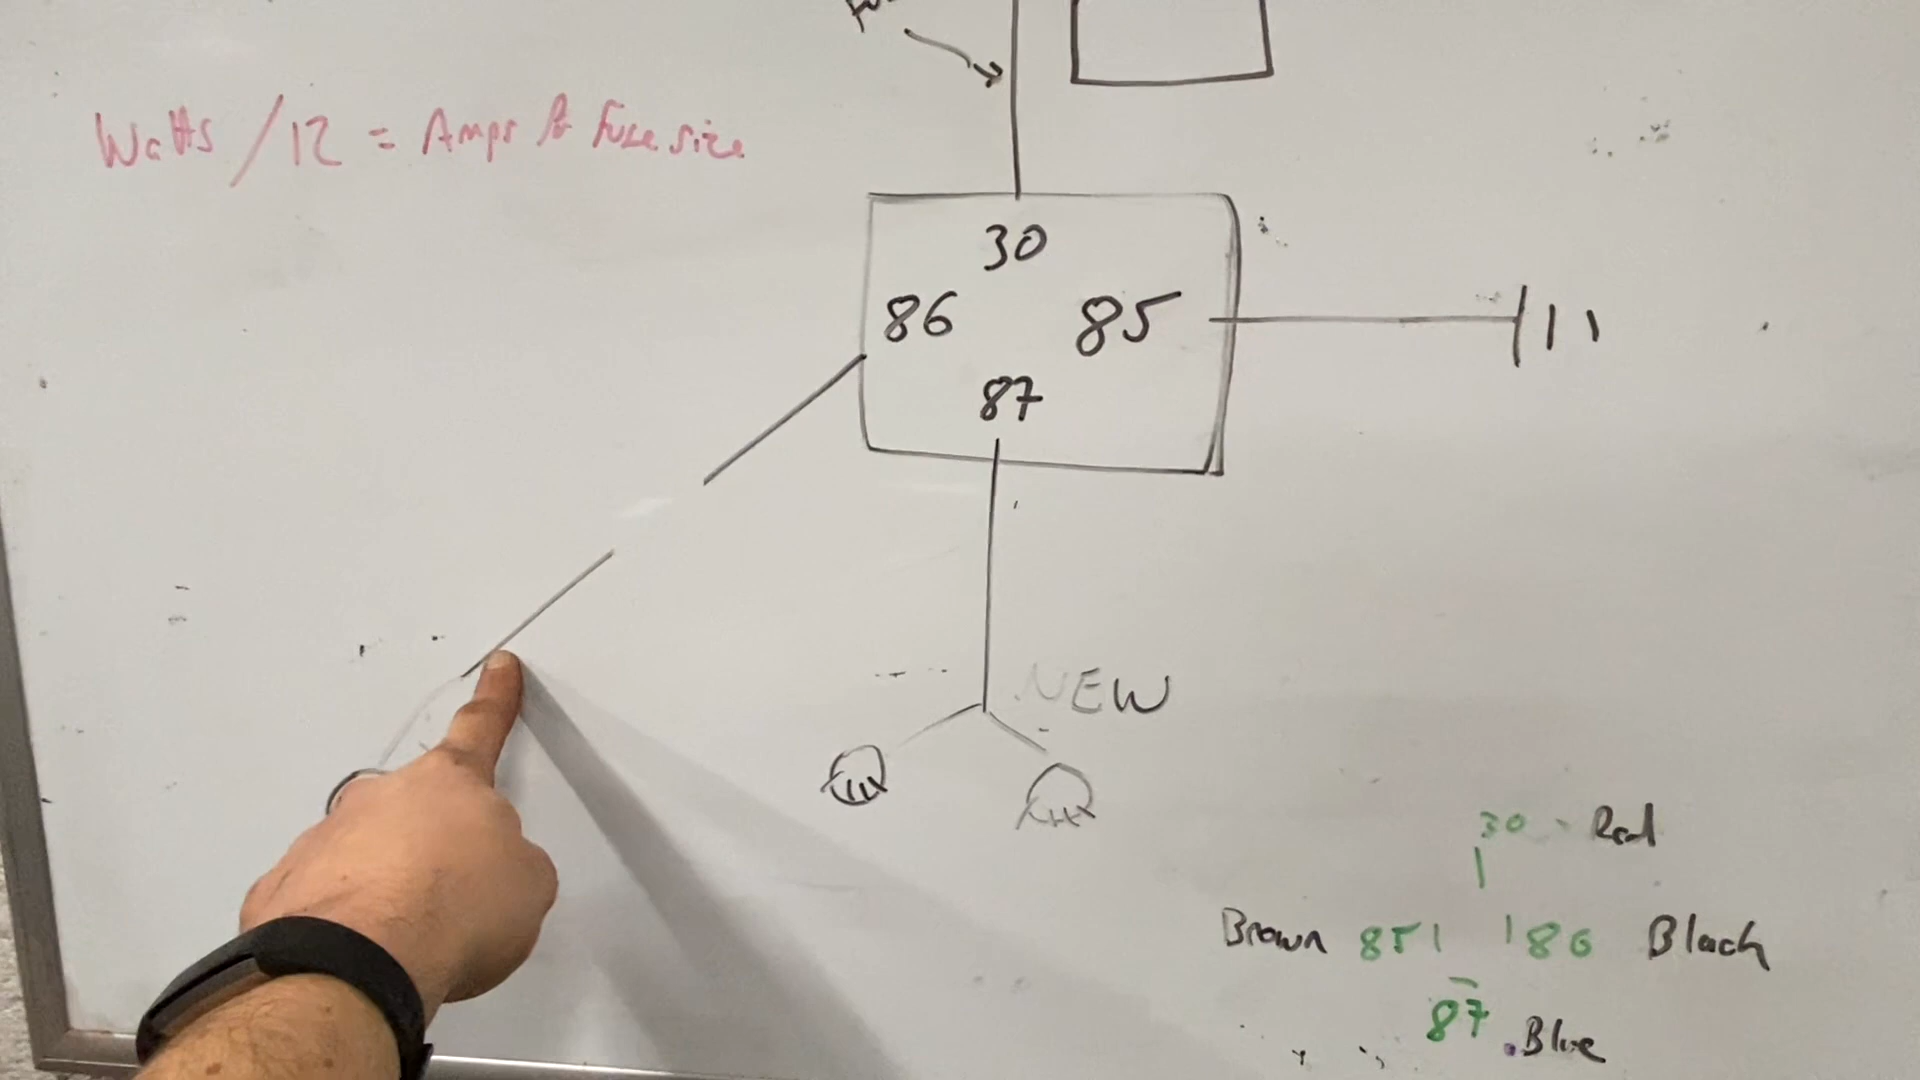 Watts /12 = Amps & Fuse size
30
86 85
87
NEW
30 - Red
Brown 85 86 Black
87 Blue